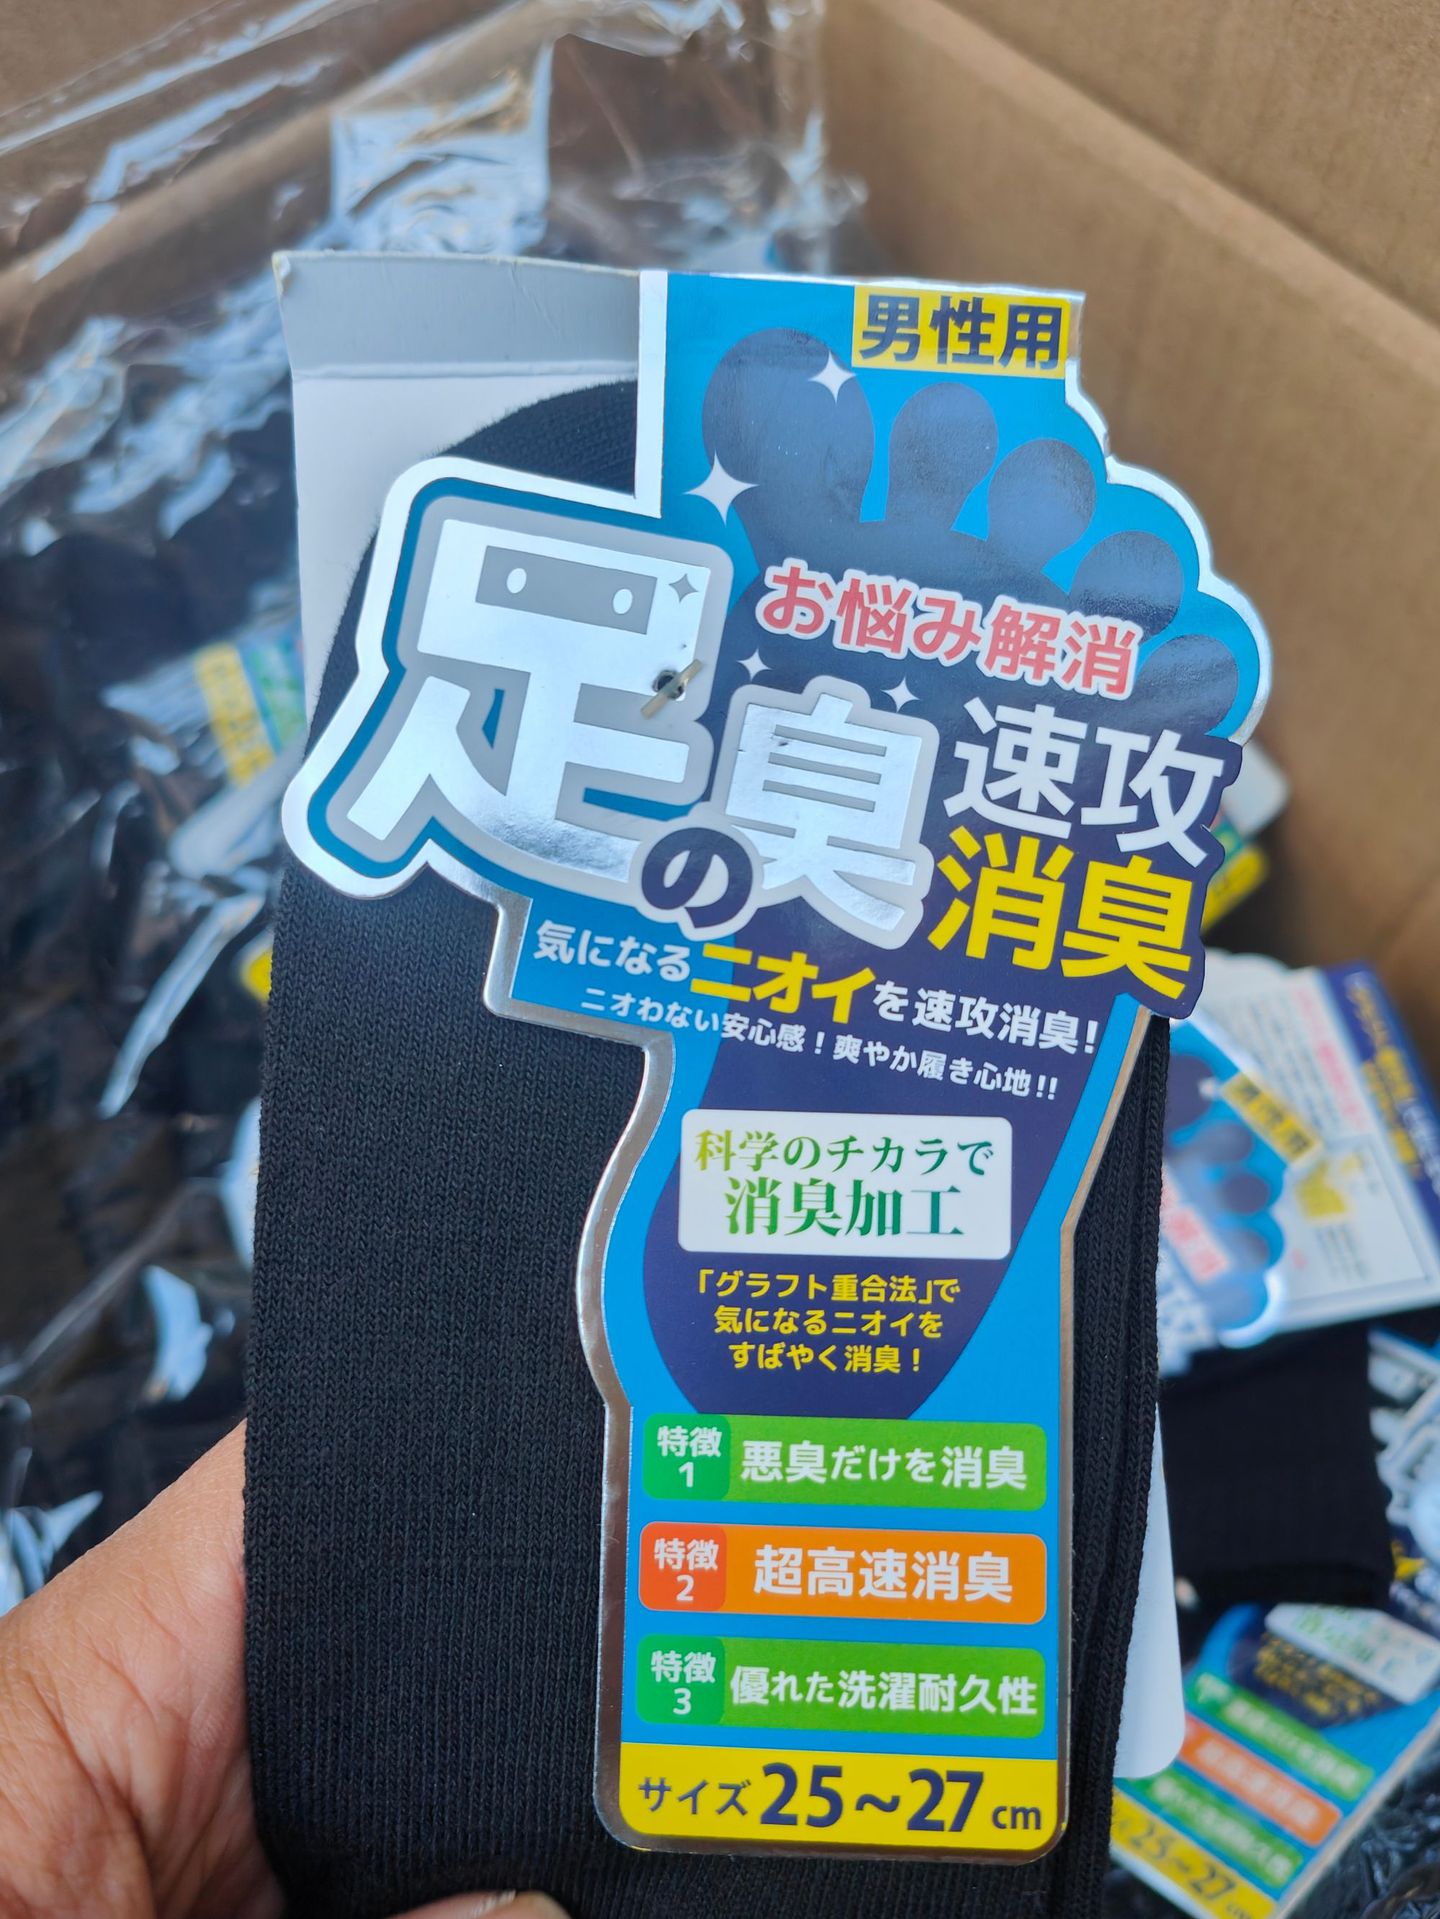 男性用
お悩み解消
足の臭
速攻
消臭
気になるニオイを速攻消臭!
ニオわない安心感！爽やか履き心地!!
科学のチカラで
消臭加工
「グラフト重合法」で
気になるニオイを
すばやく消臭！
特徴1 悪臭だけを消臭
特徴2 超高速消臭
特徴3 優れた洗濯耐久性
サイズ25～27cm
25～27cm